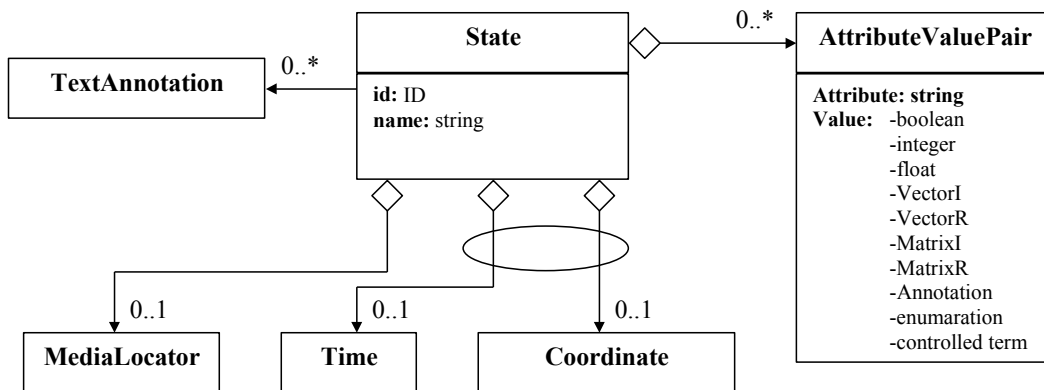 State
0..*
AttributeValuePair
TextAnnotation
0..*
id: ID
name: string
Attribute: string
Value: -boolean
-integer
-float
-VectorI
-VectorR
-MatrixI
-MatrixR
-Annotation
-enumaration
-controlled term
0..1
0..1
0..1
MediaLocator
Time
Coordinate